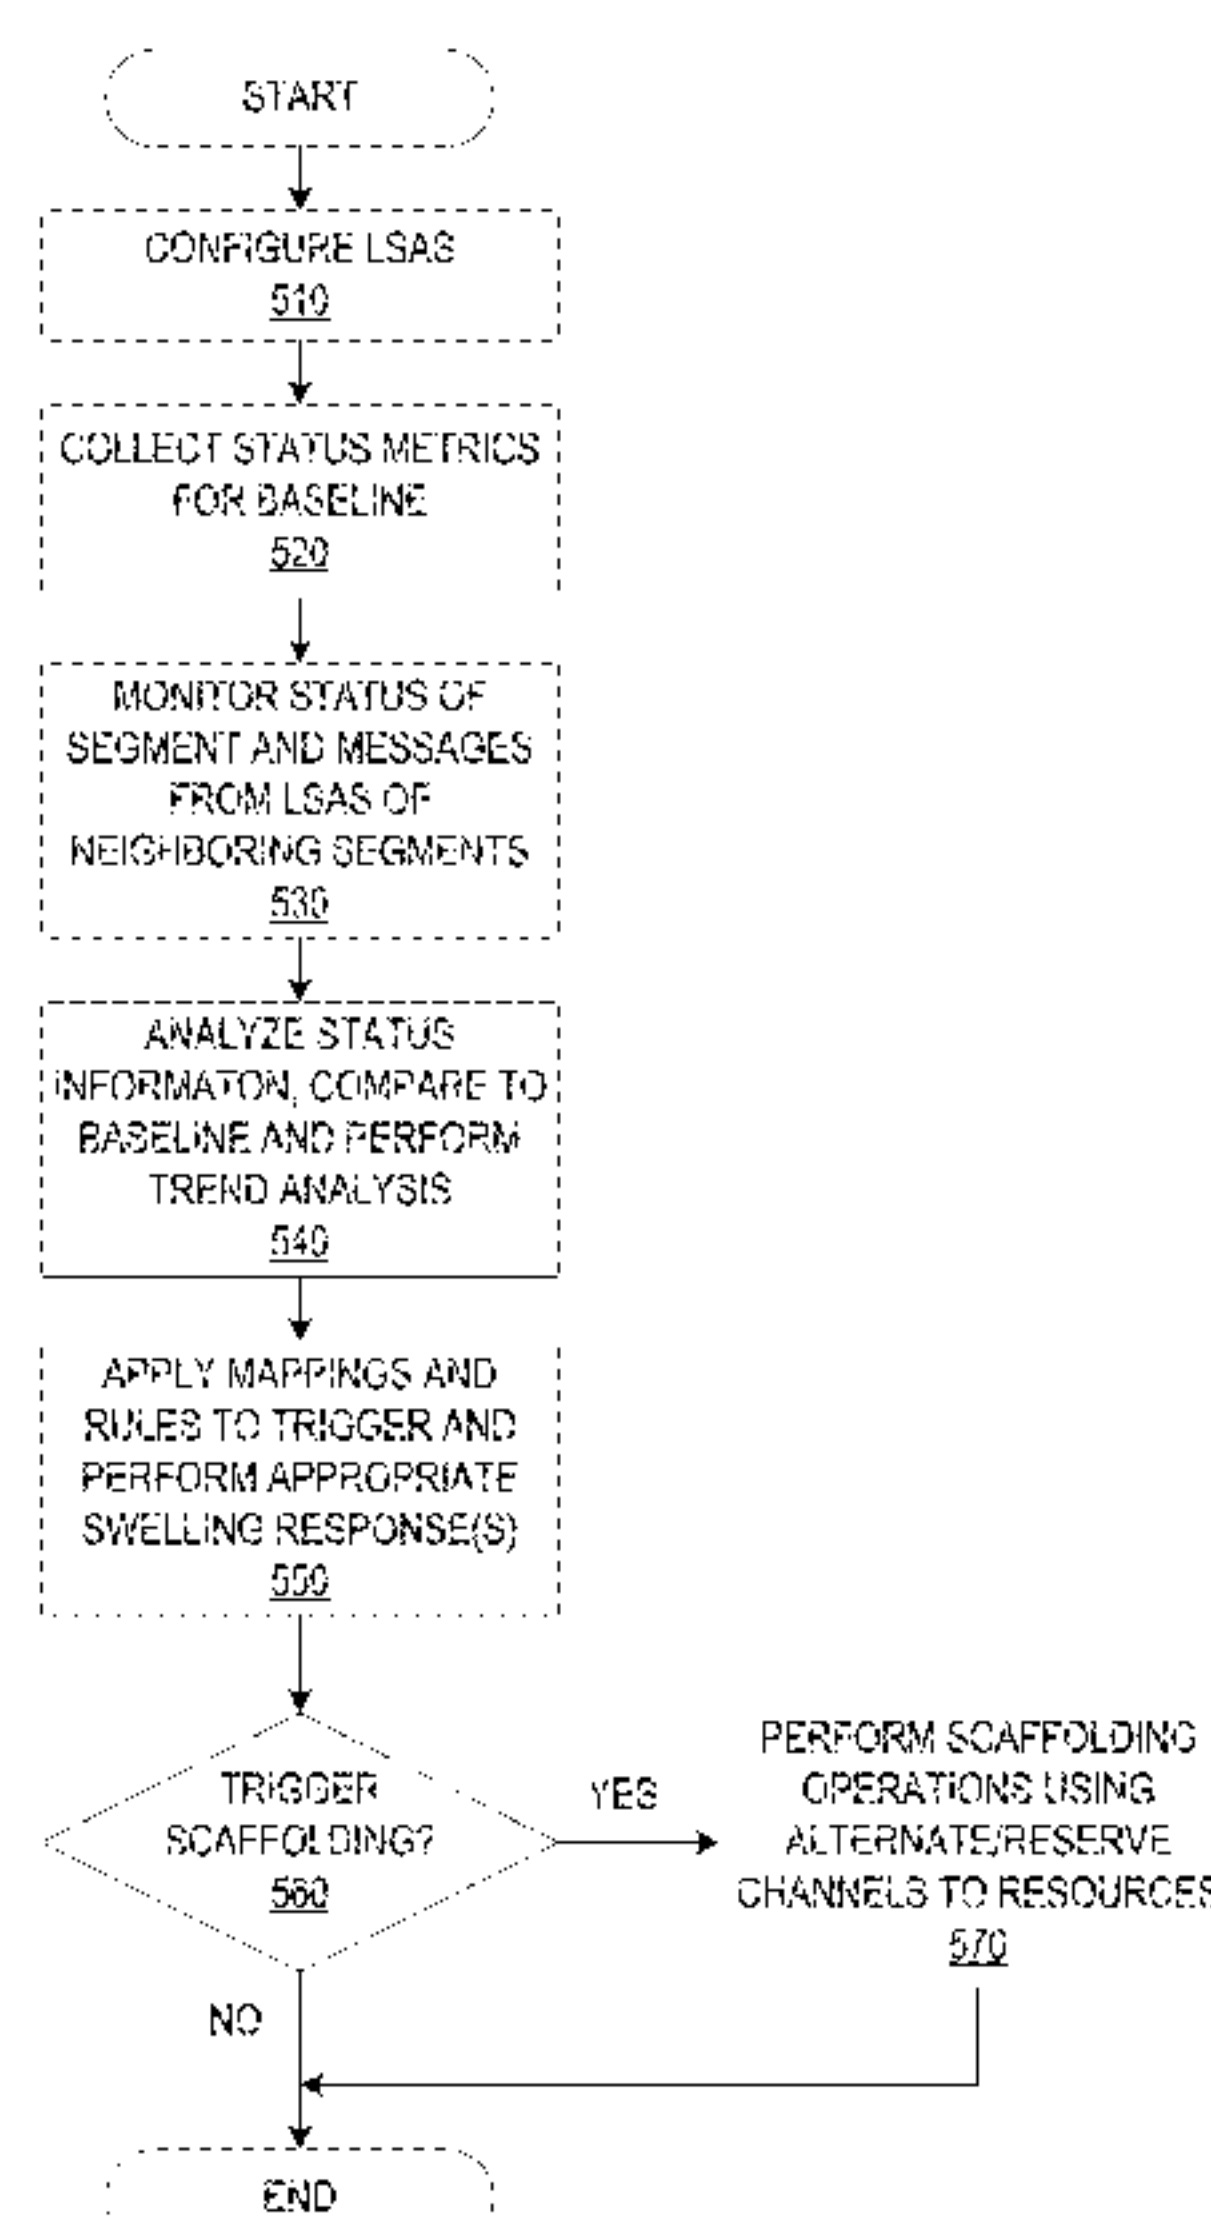 START
CONFIGURE LSAS
510
COLLECT STATUS METRICS
FOR BASELINE
520
MONITOR STATUS OF
SEGMENT AND MESSAGES
FROM LSAS OF
NEIGHBORING SEGMENTS
530
ANALYZE STATUS
INFORMATON, COMPARE TO
BASELINE AND PERFORM
TREND ANALYSIS
540
APPLY MAPPINGS AND
RULES TO TRIGGER AND
PERFORM APPROPRIATE
SWELLING RESPONSE(S)
550
TRIGGER
SCAFFOLDING?
560
YES
PERFORM SCAFFOLDING
OPERATIONS USING
ALTERNATE/RESERVE
CHANNELS TO RESOURCES
570
NO
END